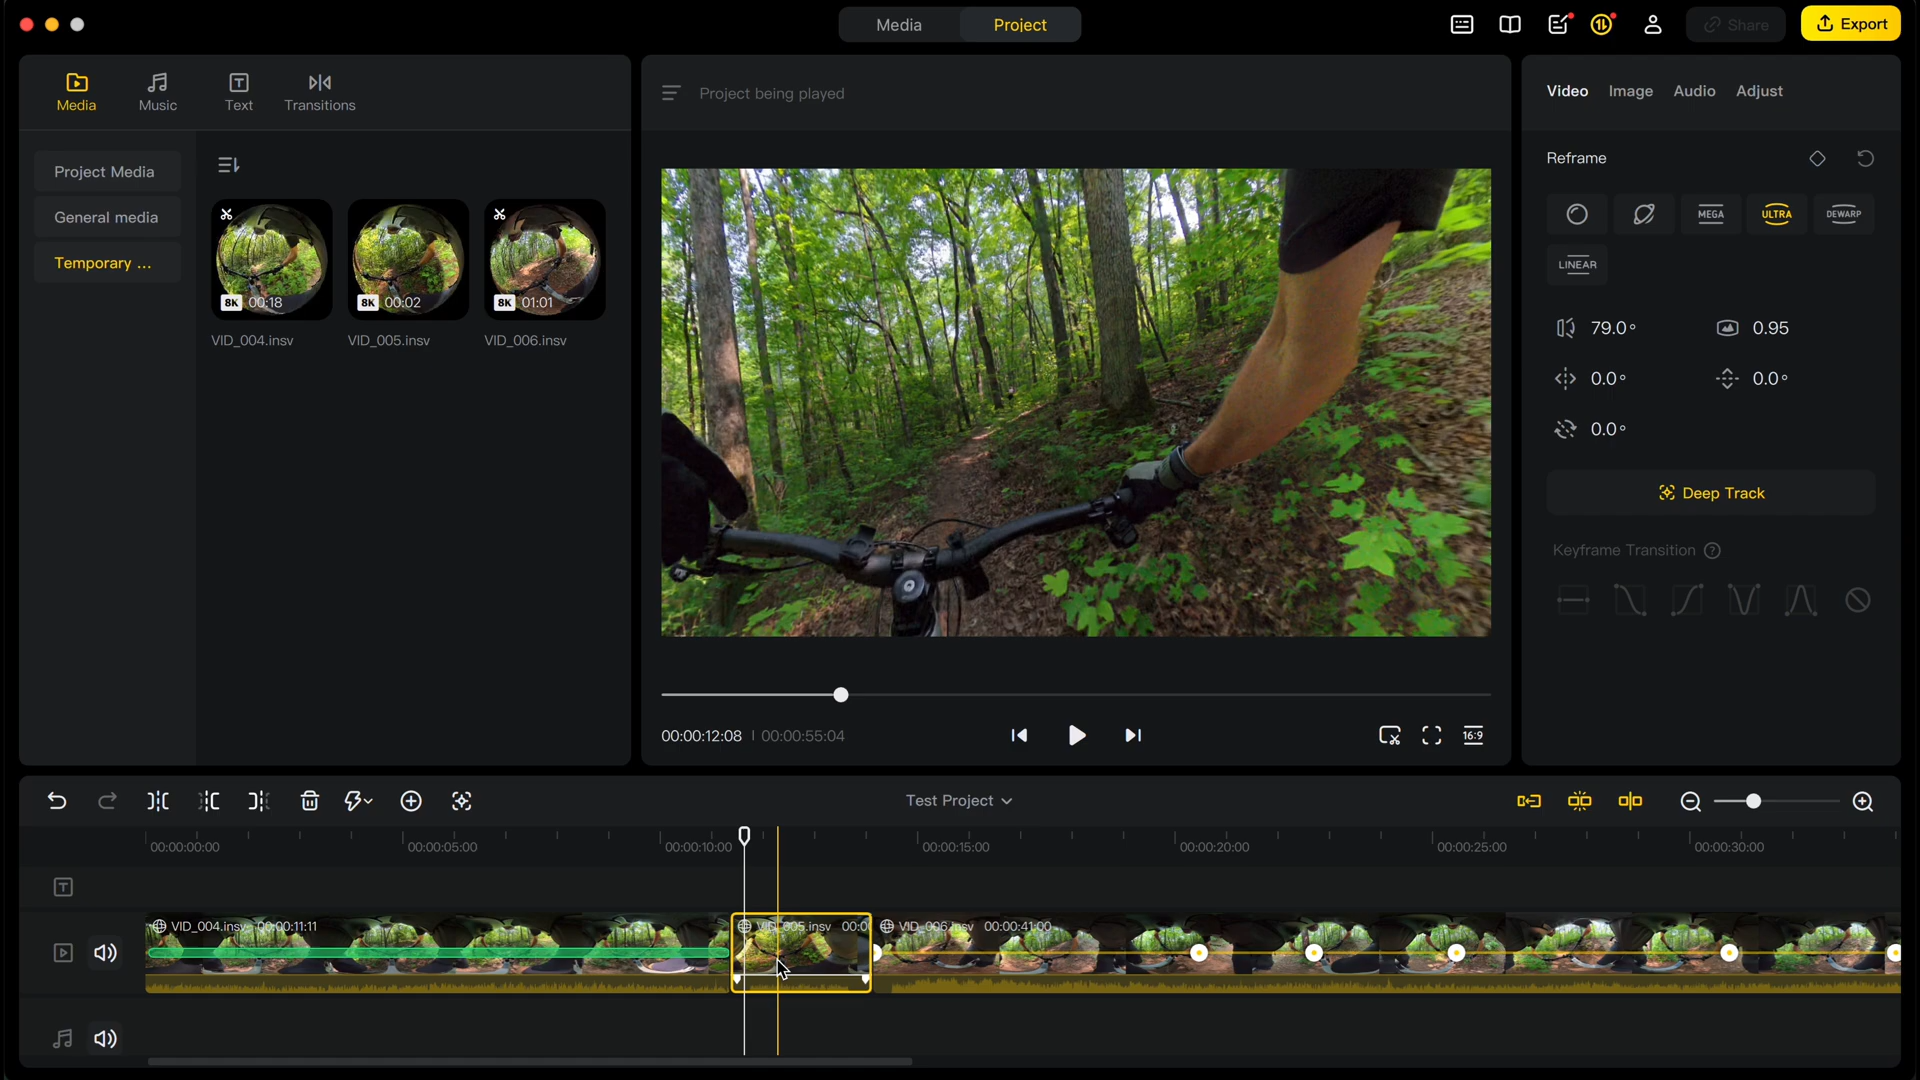 Media
Project
Share
Export
Media
Music
Text
Transitions
Project being played
Video
Image
Audio
Adjust
Project Media
General media
Temporary ...
8K 00:18
8K 00:02
8K 01:01
VID_004.insv
VID_005.insv
VID_006.insv
Reframe
MEGA
ULTRA
DEWARP
LINEAR
79.0°
0.95
0.0°
0.0°
0.0°
Deep Track
Keyframe Transition ?
00:00:12:08 | 00:00:55:04
16:9
Test Project
00:00:00:00
00:00:05:00
00:00:10:00
00:00:15:00
00:00:20:00
00:00:25:00
00:00:30:00
VID_004.insv 00:00:11:11
VID_005.insv 00:0
VID_006.insv 00:00:41:00